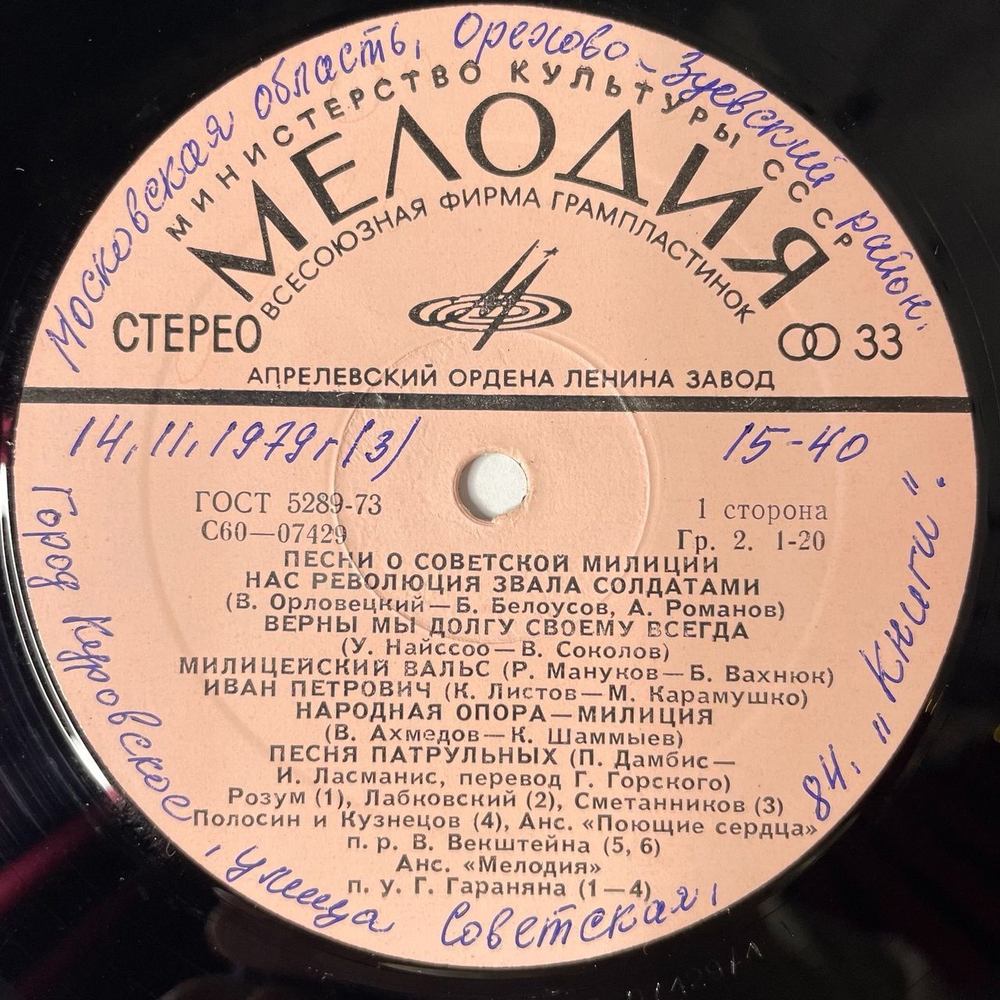 Московская область, Орехово-Зуевский район.
МИНИСТЕРСТВО КУЛЬТУРЫ СССР
МЕЛОДИЯ
ВСЕСОЮЗНАЯ ФИРМА ГРАМПЛАСТИНОК
СТЕРЕО
33
АПРЕЛЕВСКИЙ ОРДЕНА ЛЕНИНА ЗАВОД
14.11.1979г (3)
15-40
ГОСТ 5289-73
С60—07429
1 сторона
Гр. 2. 1-20
ПЕСНИ О СОВЕТСКОЙ МИЛИЦИИ
НАС РЕВОЛЮЦИЯ ЗВАЛА СОЛДАТАМИ
(В. Орловецкий—Б. Белоусов, А. Романов)
ВЕРНЫ МЫ ДОЛГУ СВОЕМУ ВСЕГДА
(У. Найссоо—В. Соколов)
МИЛИЦЕЙСКИЙ ВАЛЬС (Р. Мануков—Б. Вахнюк)
ИВАН ПЕТРОВИЧ (К. Листов—М. Карамушко)
НАРОДНАЯ ОПОРА—МИЛИЦИЯ
(В. Ахмедов—К. Шаммыев)
ПЕСНЯ ПАТРУЛЬНЫХ (П. Дамбис—
И. Ласманис, перевод Г. Горского)
Розум (1), Лабковский (2), Сметанников (3)
Полосин и Кузнецов (4), Анс. «Поющие сердца»
п. р. В. Векштейна (5, 6)
Анс. «Мелодия»
п. у. Г. Гараняна (1—4)
Город Куровское, улица Советская, 84. "Книги".